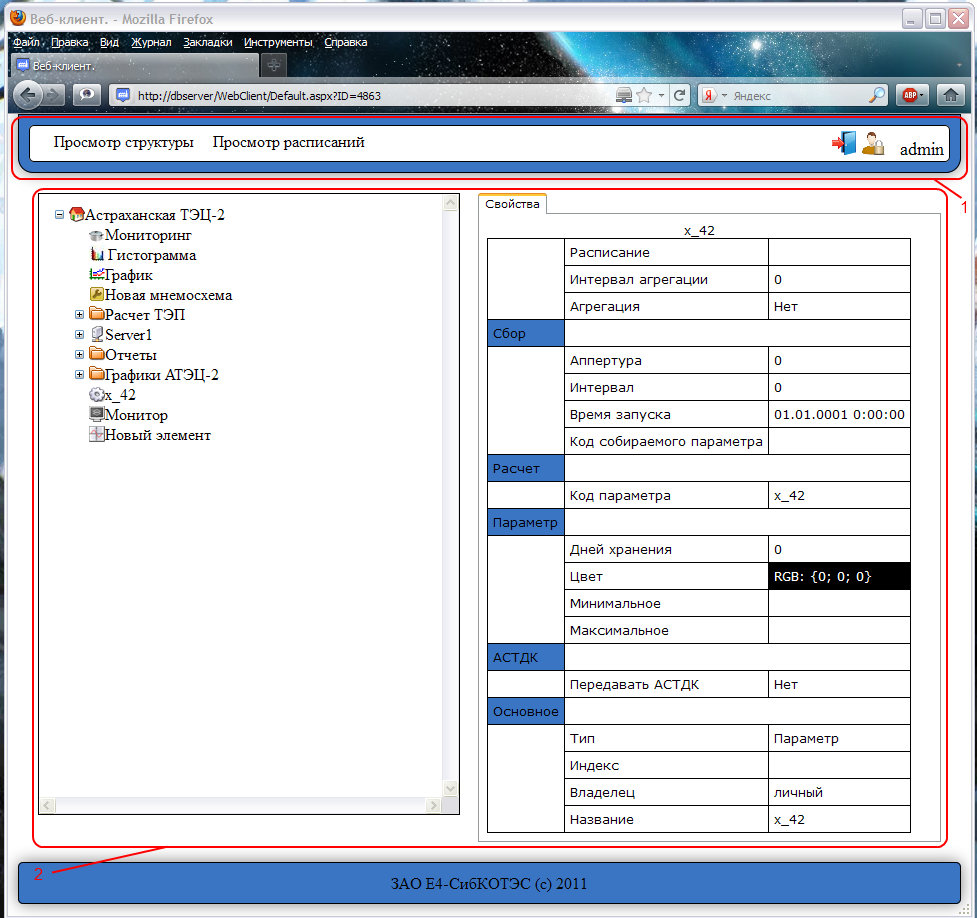 Веб-клиент. - Mozilla Firefox
Файл Правка Вид Журнал Закладки Инструменты Справка
Веб-клиент.
http://dbserver/WebClient/Default.aspx?ID=4863
Я Яндекс ABP
Просмотр структуры Просмотр расписаний admin
1
Астраханская ТЭЦ-2
Мониторинг
Гистограмма
График
Новая мнемосхема
Расчет ТЭП
Server1
Отчеты
Графики АТЭЦ-2
x_42
Монитор
Новый элемент
Свойства
x_42
Расписание
Интервал агрегации 0
Агрегация Нет
Сбор
Аппертура 0
Интервал 0
Время запуска 01.01.0001 0:00:00
Код собираемого параметра
Расчет
Код параметра x_42
Параметр
Дней хранения 0
Цвет RGB: {0; 0; 0}
Минимальное
Максимальное
АСТДК
Передавать АСТДК Нет
Основное
Тип Параметр
Индекс
Владелец личный
Название x_42
2
ЗАО Е4-СибКОТЭС (с) 2011